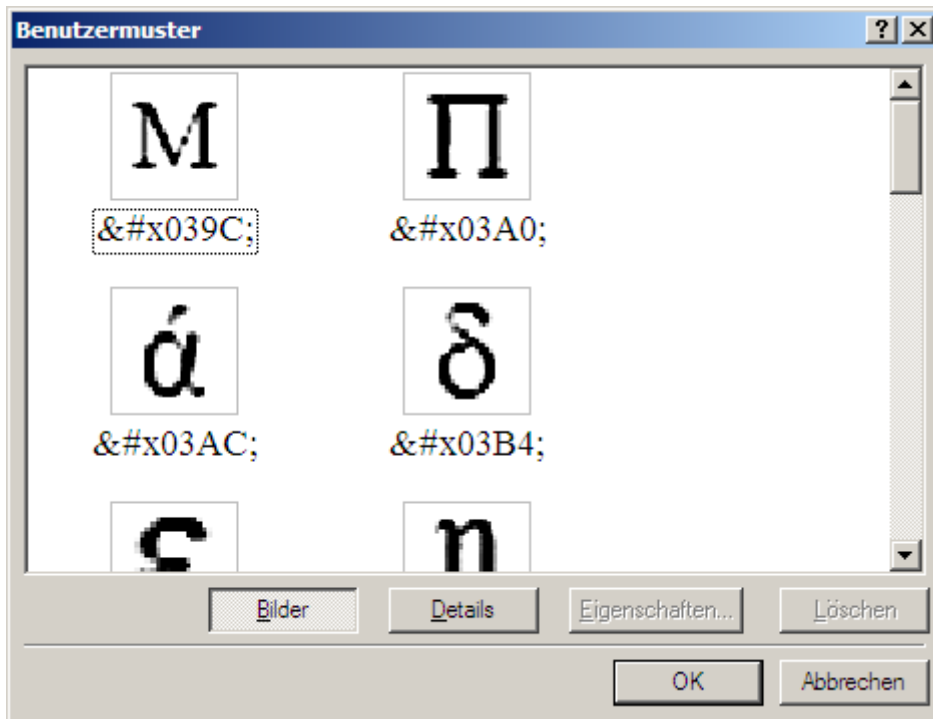 Benutzermuster
Μ Π
&#x039C; &#x03A0;
ά δ
&#x03AC; &#x03B4;
η
Bilder Details Eigenschaften... Löschen
OK Abbrechen